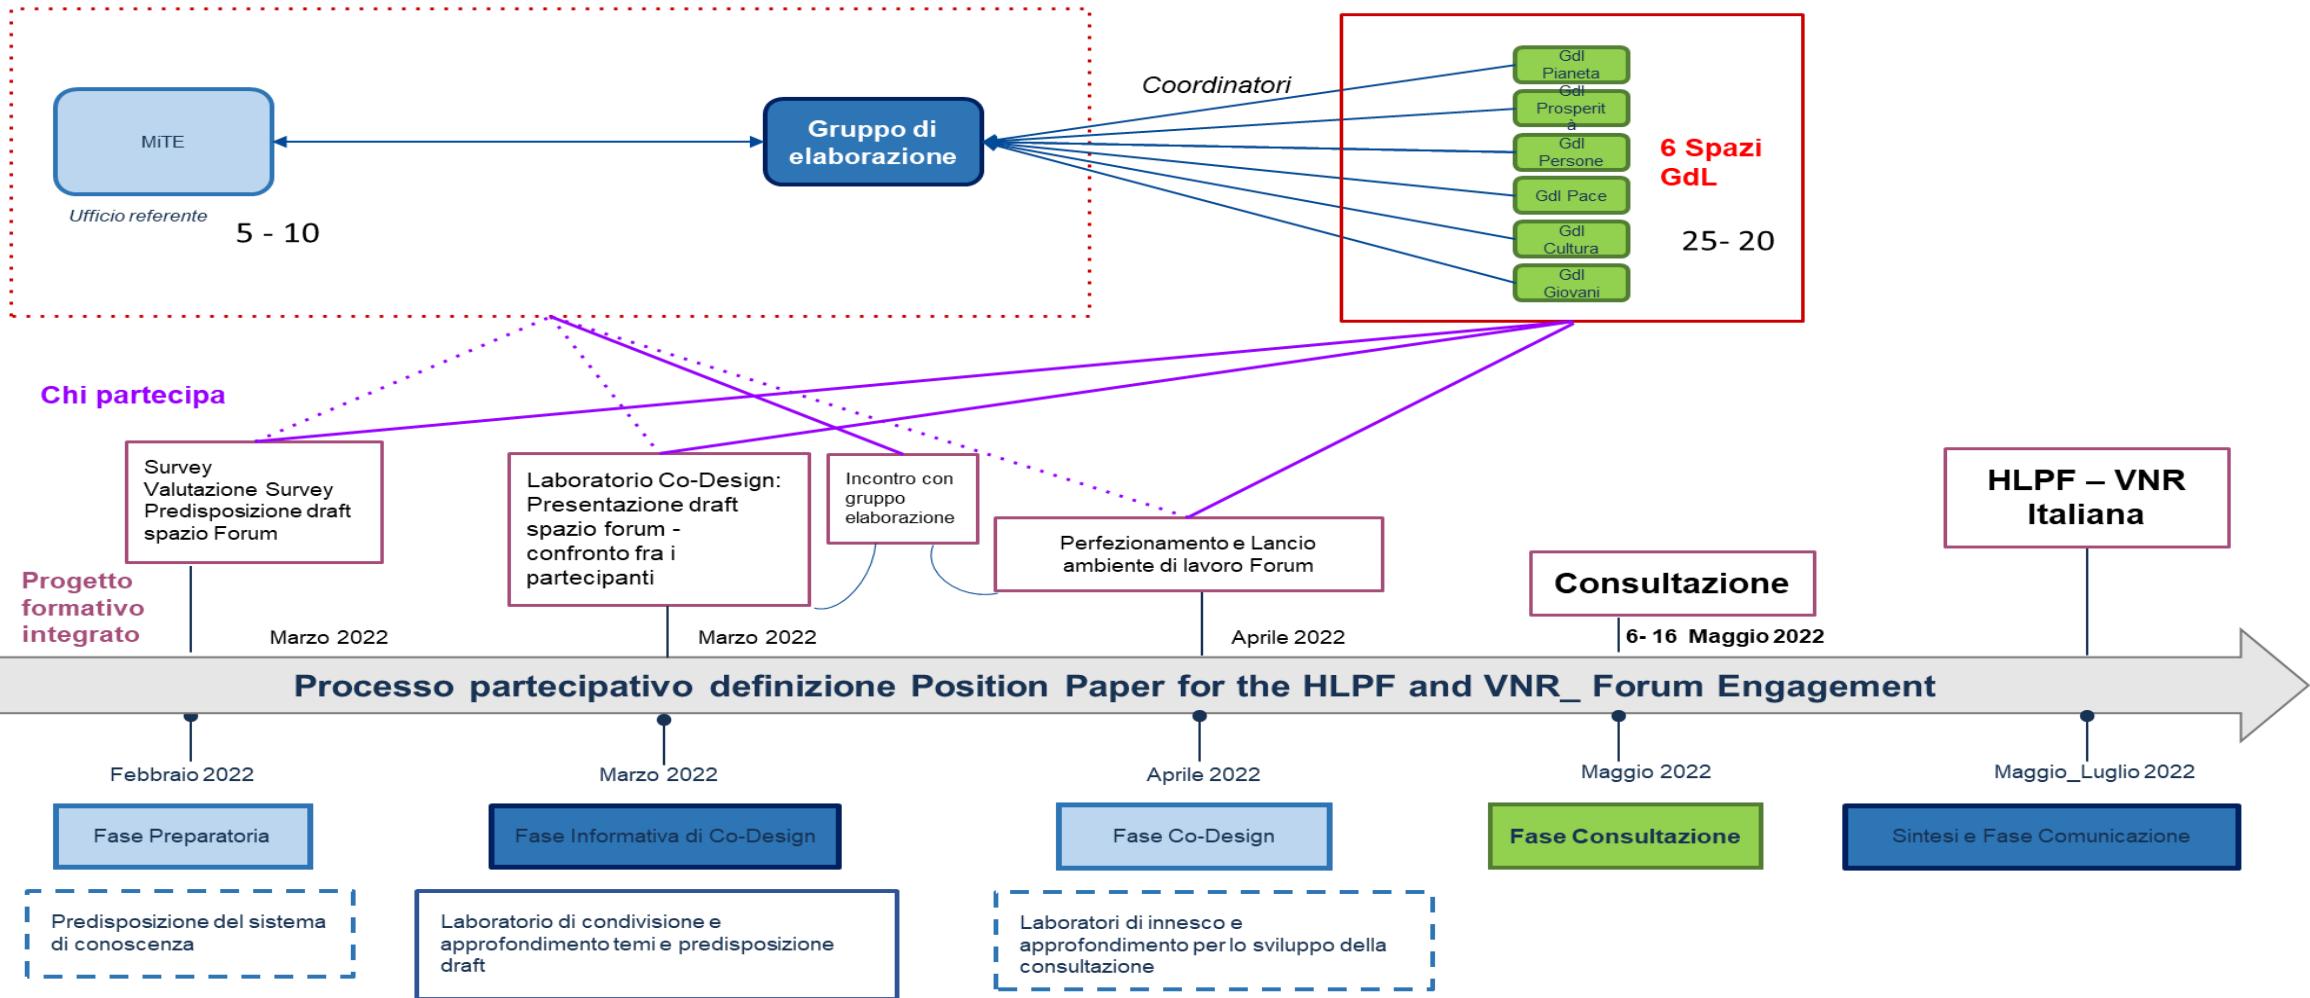 MiTE
Ufficio referente
5 - 10
Gruppo di
elaborazione
Coordinatori
Gdl
Pianeta
Gdl
Prosperit
à
Gdl
Persone
Gdl Pace
Gdl
Cultura
Gdl
Giovani
6 Spazi
GdL
25- 20
Chi partecipa
Survey
Valutazione Survey
Predisposizione draft
spazio Forum
Laboratorio Co-Design:
Presentazione draft
spazio forum -
confronto fra i
partecipanti
Incontro con
gruppo
elaborazione
Perfezionamento e Lancio
ambiente di lavoro Forum
Consultazione
HLPF – VNR
Italiana
Progetto
formativo
integrato
Marzo 2022
Marzo 2022
Aprile 2022
6- 16 Maggio 2022
Processo partecipativo definizione Position Paper for the HLPF and VNR_ Forum Engagement
Febbraio 2022
Marzo 2022
Aprile 2022
Maggio 2022
Maggio_Luglio 2022
Fase Preparatoria
Fase Informativa di Co-Design
Fase Co-Design
Fase Consultazione
Sintesi e Fase Comunicazione
Predisposizione del sistema
di conoscenza
Laboratorio di condivisione e
approfondimento temi e predisposizione
draft
Laboratori di innesco e
approfondimento per lo sviluppo della
consultazione